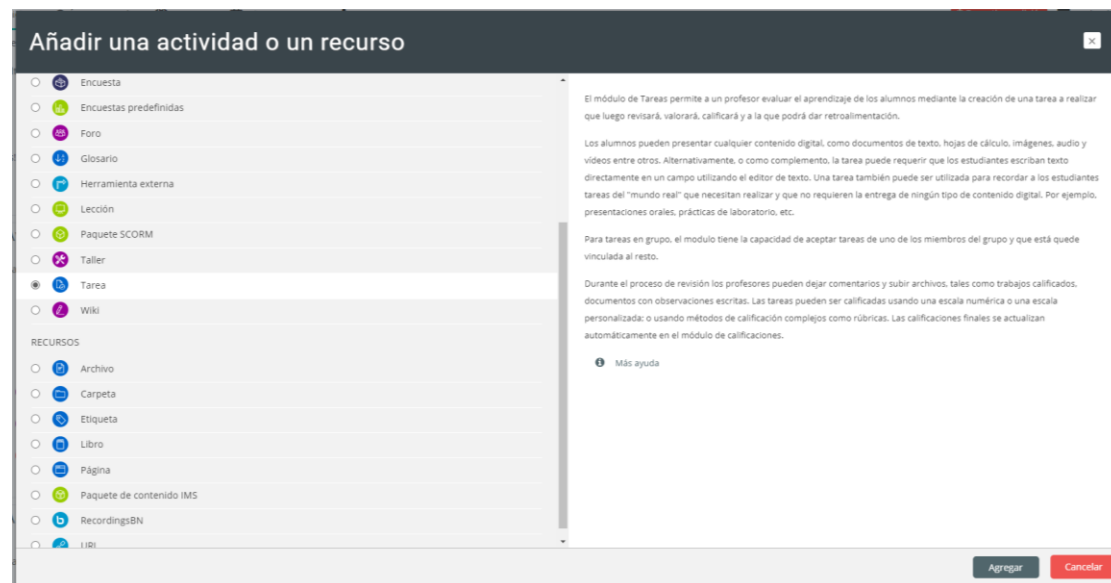 Añadir una actividad o un recurso
Encuesta
Encuestas predefinidas
Foro
Glosario
Herramienta externa
Lección
Paquete SCORM
Taller
Tarea
Wiki
RECURSOS
Archivo
Carpeta
Etiqueta
Libro
Página
Paquete de contenido IMS
RecordingsBN
URL
El módulo de Tareas permite a un profesor evaluar el aprendizaje de los alumnos mediante la creación de una tarea a realizar
que luego revisará, valorará, calificará y a la que podrá dar retroalimentación.
Los alumnos pueden presentar cualquier contenido digital, como documentos de texto, hojas de cálculo, imágenes, audio y
vídeos entre otros. Alternativamente, o como complemento, la tarea puede requerir que los estudiantes escriban texto
directamente en un campo utilizando el editor de texto. Una tarea también puede ser utilizada para recordar a los estudiantes
tareas del "mundo real" que necesitan realizar y que no requieren la entrega de ningún tipo de contenido digital. Por ejemplo,
presentaciones orales, prácticas de laboratorio, etc.
Para tareas en grupo, el modulo tiene la capacidad de aceptar tareas de uno de los miembros del grupo y que está quede
vinculada al resto.
Durante el proceso de revisión los profesores pueden dejar comentarios y subir archivos, tales como trabajos calificados,
documentos con observaciones escritas. Las tareas pueden ser calificadas usando una escala numérica o una escala
personalizada: o usando métodos de calificación complejos como rúbricas. Las calificaciones finales se actualizan
automáticamente en el módulo de calificaciones.
Más ayuda
Agregar
Cancelar